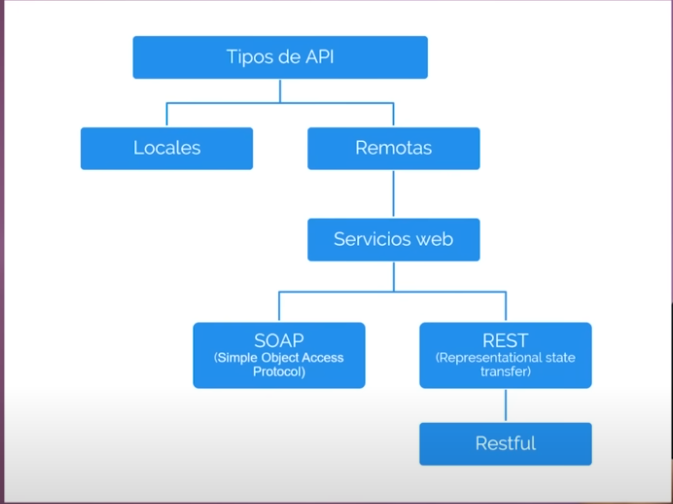 Tipos de API
Locales
Remotas
Servicios web
SOAP
(Simple Object Access
Protocol)
REST
(Representational state
transfer)
Restful